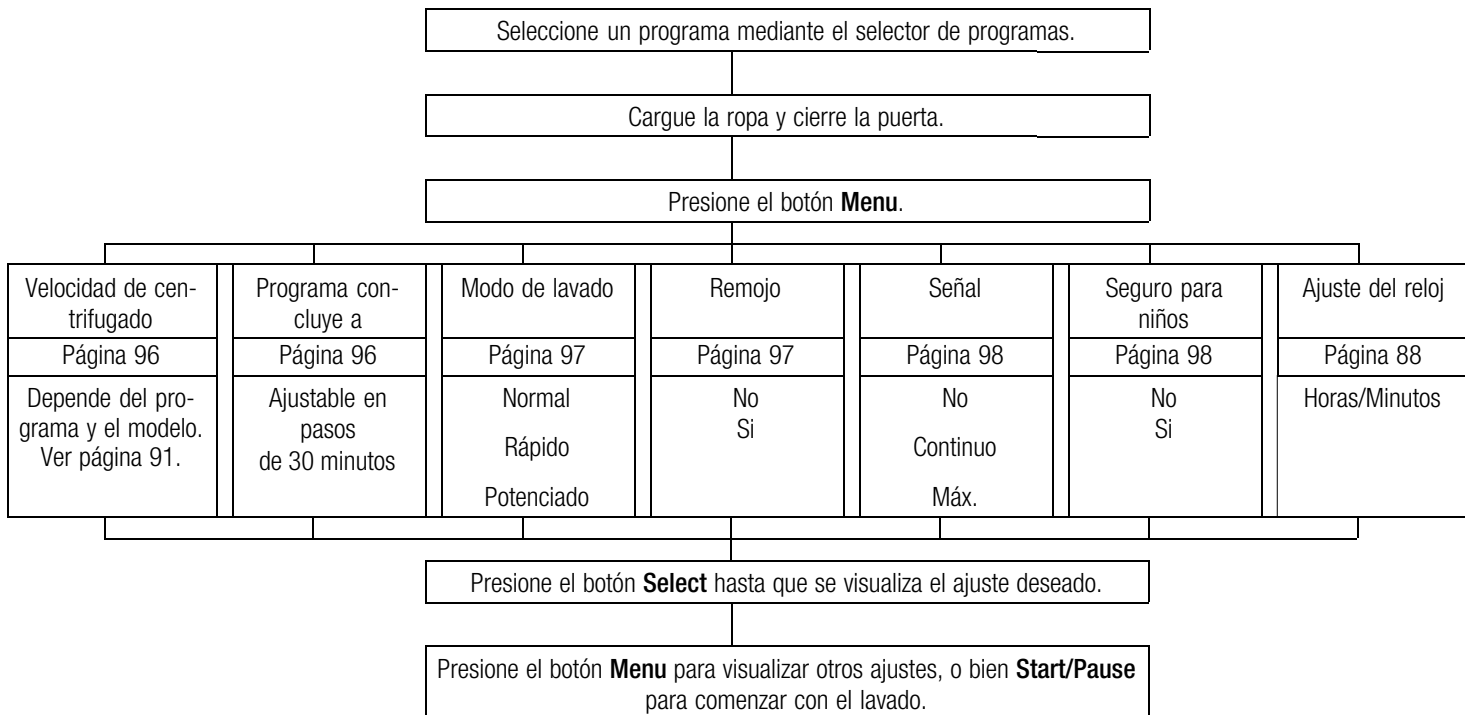 Seleccione un programa mediante el selector de programas.
Cargue la ropa y cierre la puerta.
Presione el botón Menu.
Velocidad de cen-
trifugado
Página 96
Depende del pro-
grama y el modelo.
Ver página 91.
Programa con-
cluye a
Página 96
Ajustable en
pasos
de 30 minutos
Modo de lavado
Página 97
Normal
Rápido
Potenciado
Remojo
Página 97
No
Si
Señal
Página 98
No
Continuo
Máx.
Seguro para
niños
Página 98
No
Si
Ajuste del reloj
Página 88
Horas/Minutos
Presione el botón Select hasta que se visualiza el ajuste deseado.
Presione el botón Menu para visualizar otros ajustes, o bien Start/Pause
para comenzar con el lavado.